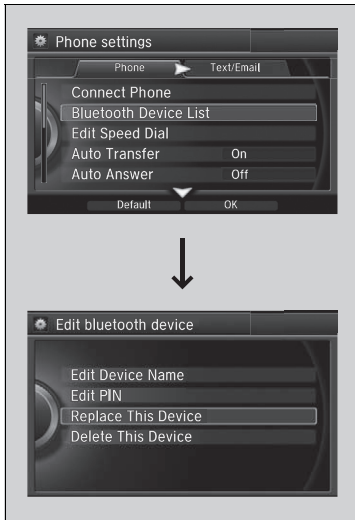 Phone settings
Phone Text/Email
Connect Phone
Bluetooth Device List
Edit Speed Dial
Auto Transfer On
Auto Answer Off
Default OK
Edit bluetooth device
Edit Device Name
Edit PIN
Replace This Device
Delete This Device